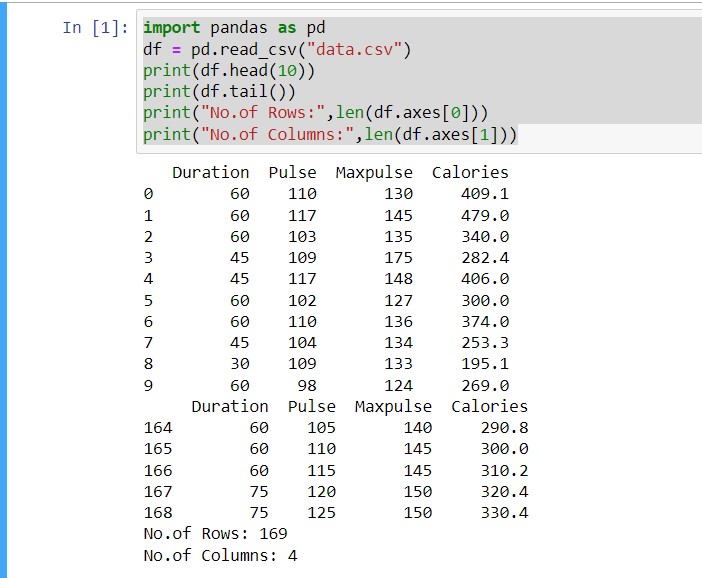 In [1]: import pandas as pd
df = pd.read_csv("data.csv")
print(df.head(10))
print(df.tail())
print("No.of Rows:",len(df.axes[0]))
print("No.of Columns:",len(df.axes[1]))
Duration Pulse Maxpulse Calories
0 60 110 130 409.1
1 60 117 145 479.0
2 60 103 135 340.0
3 45 109 175 282.4
4 45 117 148 406.0
5 60 102 127 300.0
6 60 110 136 374.0
7 45 104 134 253.3
8 30 109 133 195.1
9 60 98 124 269.0
Duration Pulse Maxpulse Calories
164 60 105 140 290.8
165 60 110 145 300.0
166 60 115 145 310.2
167 75 120 150 320.4
168 75 125 150 330.4
No.of Rows: 169
No.of Columns: 4